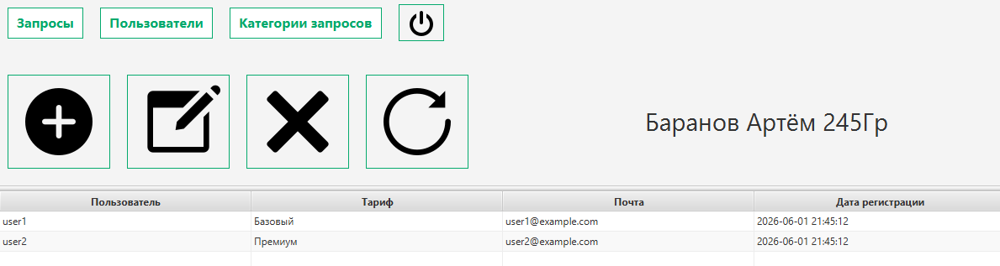 Запросы Пользователи Категории запросов
Баранов Артём 245Гр
Пользователь Тариф Почта Дата регистрации
user1 Базовый user1@example.com 2026-06-01 21:45:12
user2 Премиум user2@example.com 2026-06-01 21:45:12